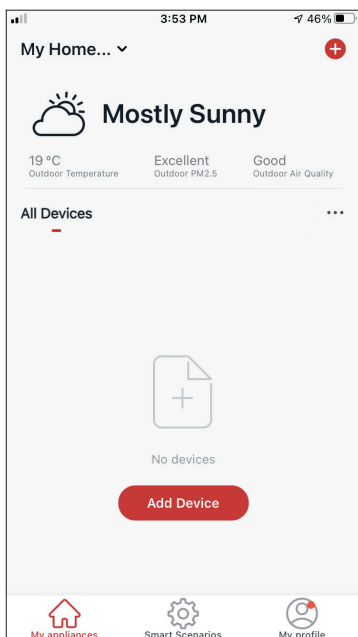 3:53 PM
46%
My Home...
Mostly Sunny
19 °C
Outdoor Temperature
Excellent
Outdoor PM2.5
Good
Outdoor Air Quality
All Devices
No devices
Add Device
My appliances
Smart Scenarios
My profile